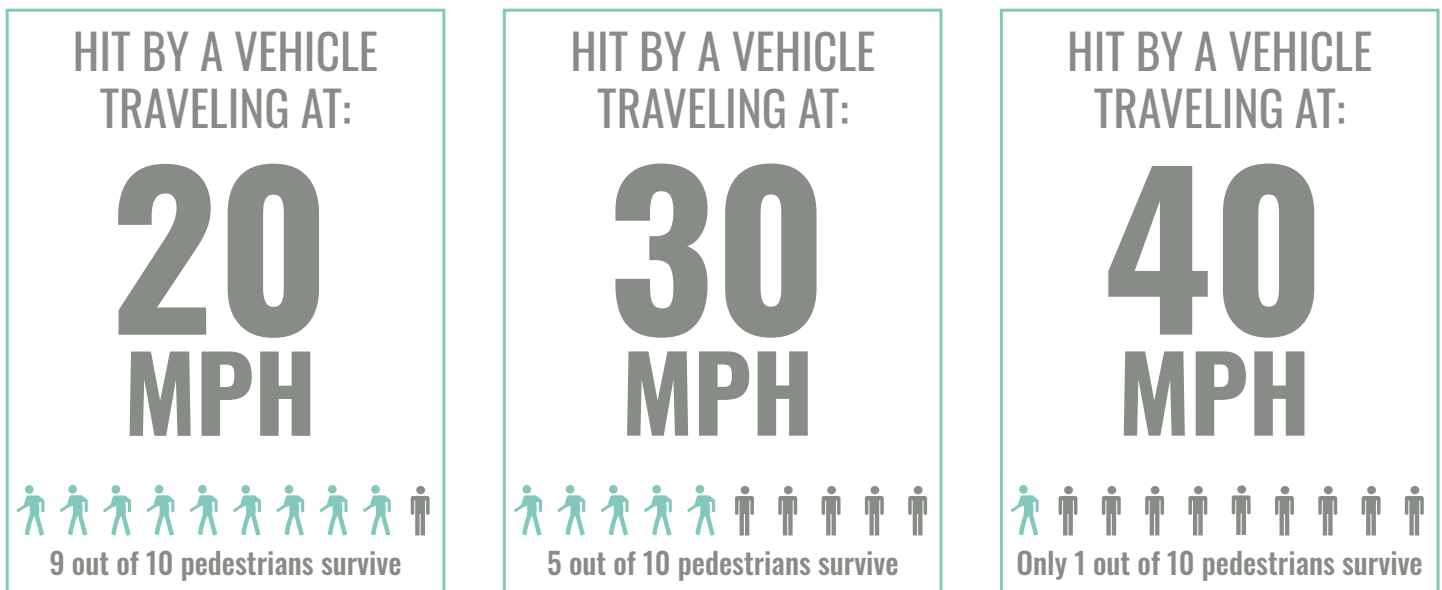 HIT BY A VEHICLE
TRAVELING AT:
20
MPH
9 out of 10 pedestrians survive
HIT BY A VEHICLE
TRAVELING AT:
30
MPH
5 out of 10 pedestrians survive
HIT BY A VEHICLE
TRAVELING AT:
40
MPH
Only 1 out of 10 pedestrians survive